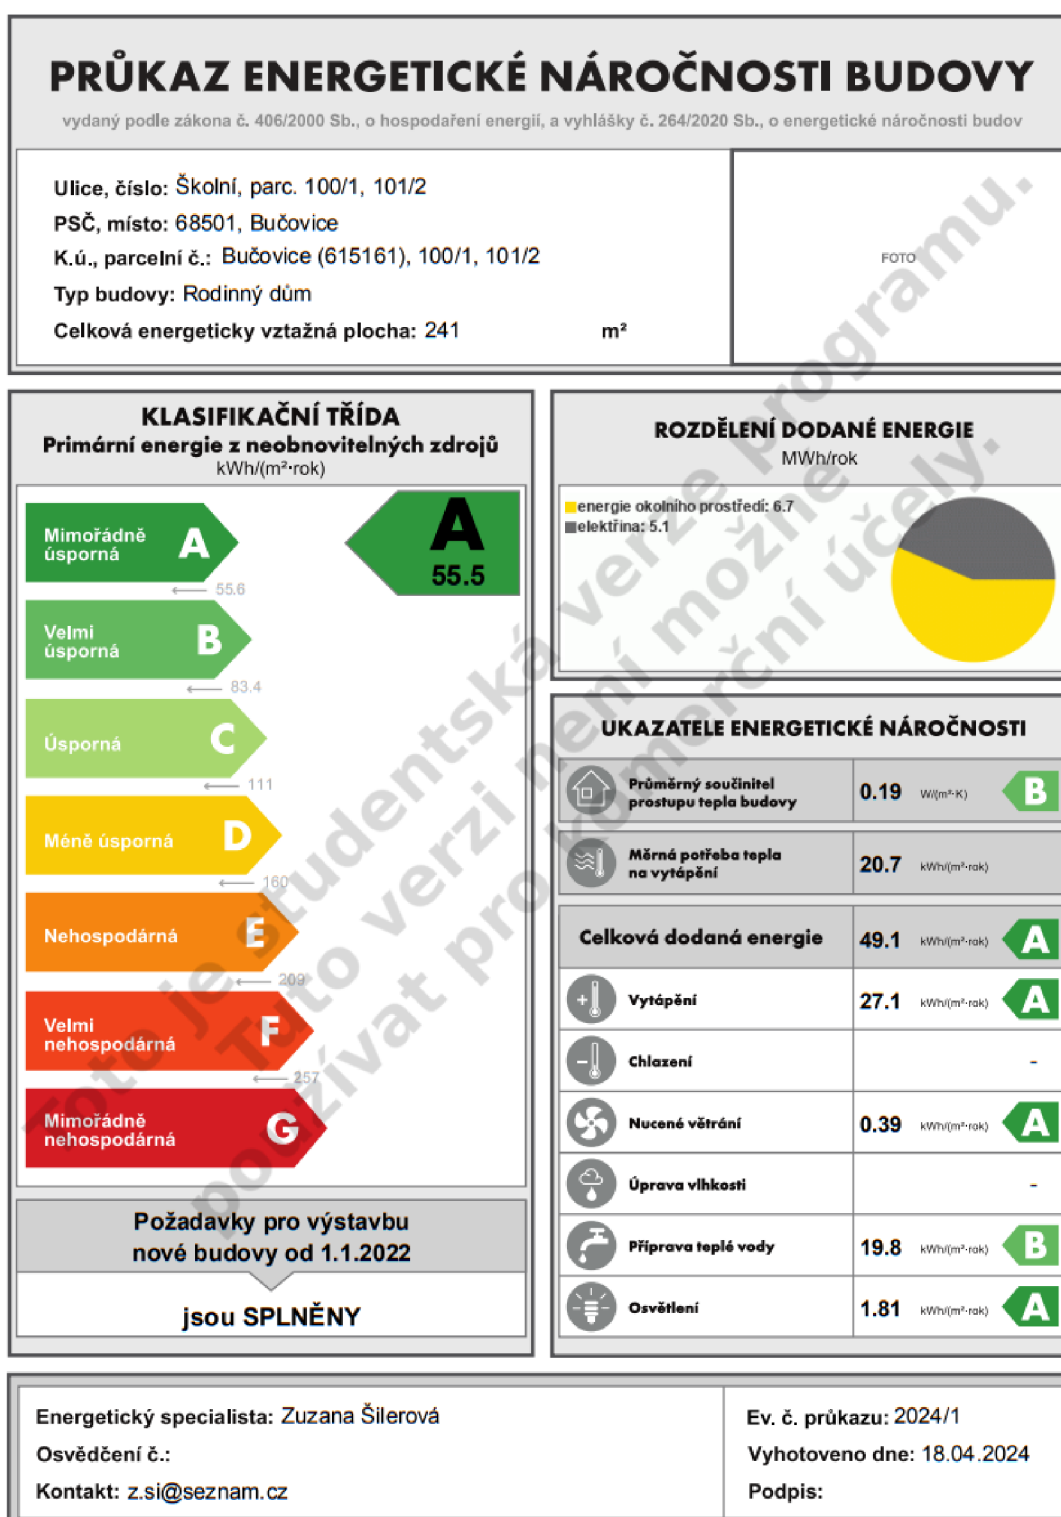 PRŮKAZ ENERGETICKÉ NÁROČNOSTI BUDOVY
vydaný podle zákona č. 406/2000 Sb., o hospodaření energií, a vyhlášky č. 264/2020 Sb., o energetické náročnosti budov
Ulice, číslo: Školní, parc. 100/1, 101/2
PSČ, místo: 68501, Bučovice
K.ú., parcelní č.: Bučovice (615161), 100/1, 101/2
Typ budovy: Rodinný dům
Celková energeticky vztažná plocha: 241 m²
FOTO
KLASIFIKAČNÍ TŘÍDA
Primární energie z neobnovitelných zdrojů
kWh/(m²·rok)
Mimořádně úsporná A
A
55.5
55.6
Velmi úsporná B
83.4
Úsporná C
111
Méně úsporná D
160
Nehospodárná E
209
Velmi nehospodárná F
257
Mimořádně nehospodárná G
Požadavky pro výstavbu
nové budovy od 1.1.2022
jsou SPLNĚNY
ROZDĚLENÍ DODANÉ ENERGIE
MWh/rok
energie okolního prostředí: 6.7
elektřina: 5.1
UKAZATELE ENERGETICKÉ NÁROČNOSTI
Průměrný součinitel prostupu tepla budovy 0.19 W/(m²·K) B
Měrná potřeba tepla na vytápění 20.7 kWh/(m²·rok)
Celková dodaná energie 49.1 kWh/(m²·rok) A
Vytápění 27.1 kWh/(m²·rok) A
Chlazení -
Nucené větrání 0.39 kWh/(m²·rok) A
Úprava vlhkosti -
Příprava teplé vody 19.8 kWh/(m²·rok) B
Osvětlení 1.81 kWh/(m²·rok) A
Energetický specialista: Zuzana Šilerová
Osvědčení č.:
Kontakt: z.si@seznam.cz
Ev. č. průkazu: 2024/1
Vyhotoveno dne: 18.04.2024
Podpis:
Toto je studentská verze programu.
Tuto verzi není možné
používat pro komerční účely.